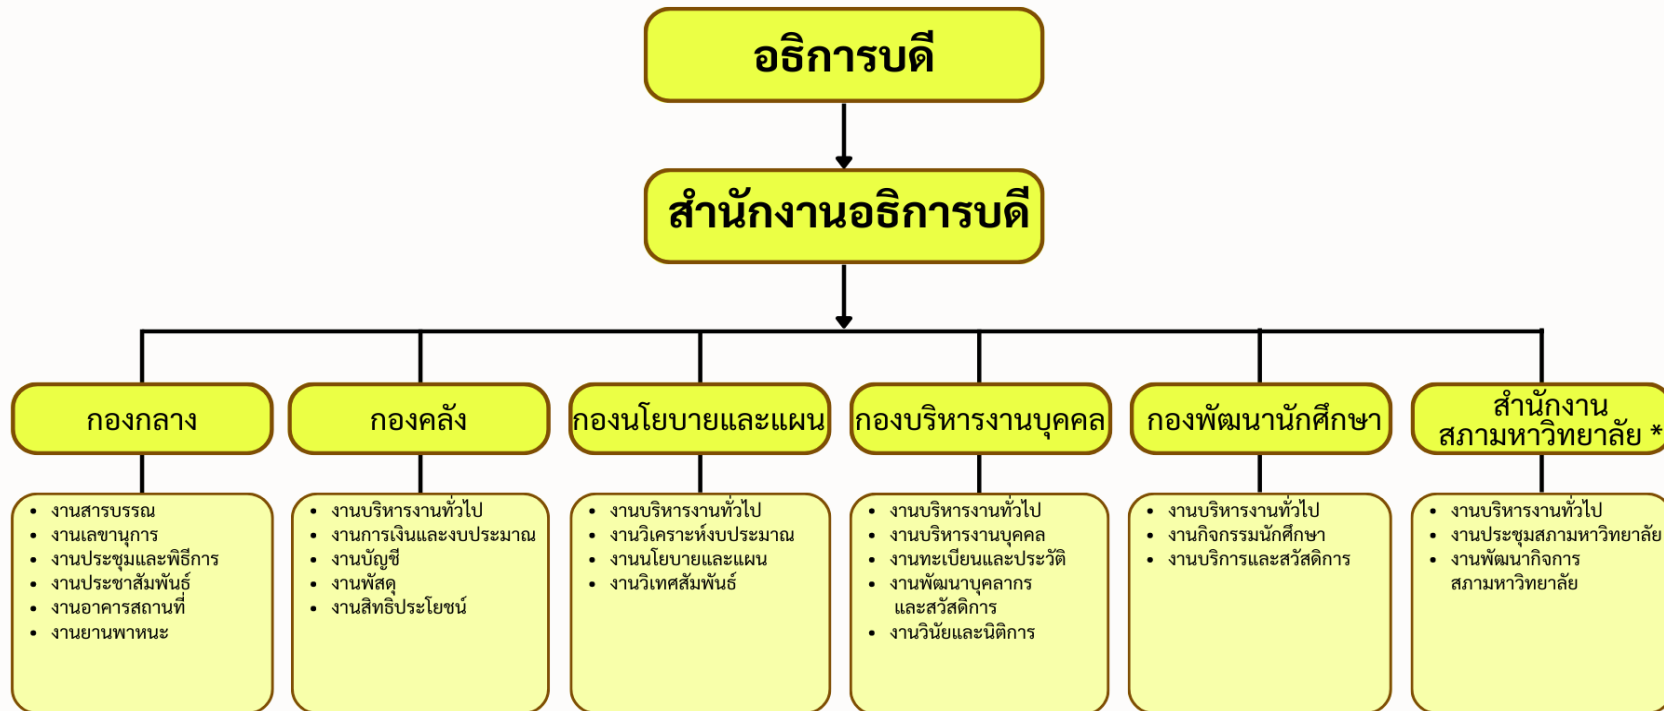 อธิการบดี
สำนักงานอธิการบดี
กองกลาง
กองคลัง
กองนโยบายและแผน
กองบริหารงานบุคคล
กองพัฒนานักศึกษา
สำนักงาน
สภามหาวิทยาลัย *
• งานสารบรรณ
• งานเลขานุการ
• งานประชุมและพิธีการ
• งานประชาสัมพันธ์
• งานอาคารสถานที่
• งานยานพาหนะ
• งานบริหารงานทั่วไป
• งานการเงินและงบประมาณ
• งานบัญชี
• งานพัสดุ
• งานสิทธิประโยชน์
• งานบริหารงานทั่วไป
• งานวิเคราะห์งบประมาณ
• งานนโยบายและแผน
• งานวิเทศสัมพันธ์
• งานบริหารงานทั่วไป
• งานบริหารงานบุคคล
• งานทะเบียนและประวัติ
• งานพัฒนาบุคลากร
และสวัสดิการ
• งานวินัยและนิติการ
• งานบริหารงานทั่วไป
• งานกิจกรรมนักศึกษา
• งานบริการและสวัสดิการ
• งานบริหารงานทั่วไป
• งานประชุมสภามหาวิทยาลัย
• งานพัฒนากิจการ
สภามหาวิทยาลัย